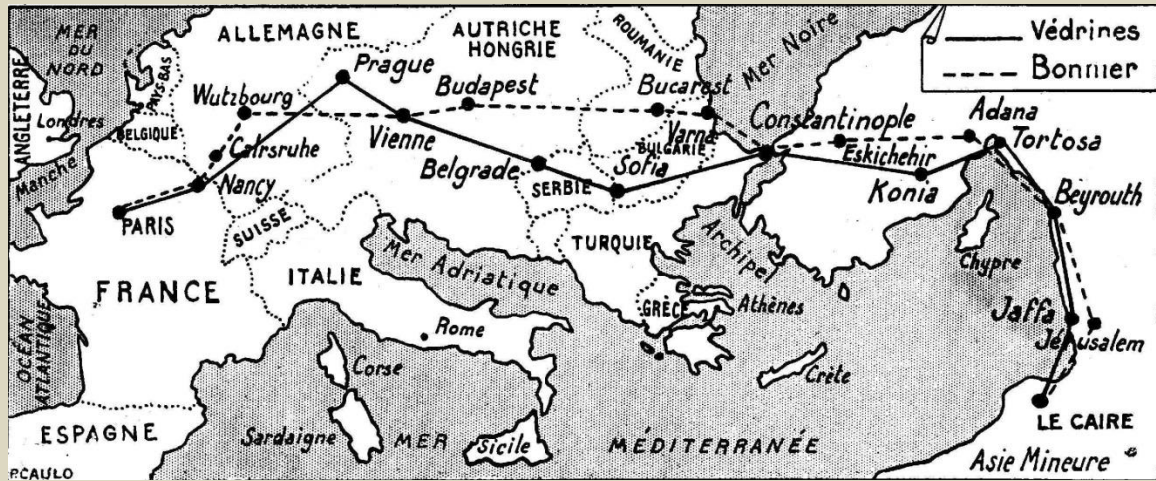 MER
DU
NORD
ALLEMAGNE
AUTRICHE
HONGRIE
ROUMANIE
Mer Noire
Védrines
Bonnier
ANGLETERRE
Londres
PAYS-BAS
BELGIQUE
Manche
Wutzbourg
Prague
Budapest
Bucarest
Calrsruhe
Vienne
Varna
BULGARIE
Constantinople
Adana
Tortosa
Eskichehir
Belgrade
SERBIE
Sofia
Konia
Nancy
PARIS
SUISSE
Beyrouth
TURQUIE
Archipel
Chypre
FRANCE
ITALIE
Mer Adriatique
GRÈCE
Athènes
Jaffa
Jérusalem
OCÉAN
ATLANTIQUE
Rome
Corse
Crète
ESPAGNE
Sardaigne
MER
Sicile
MÉDITERRANÉE
LE CAIRE
Asie Mineure
P.CAULO